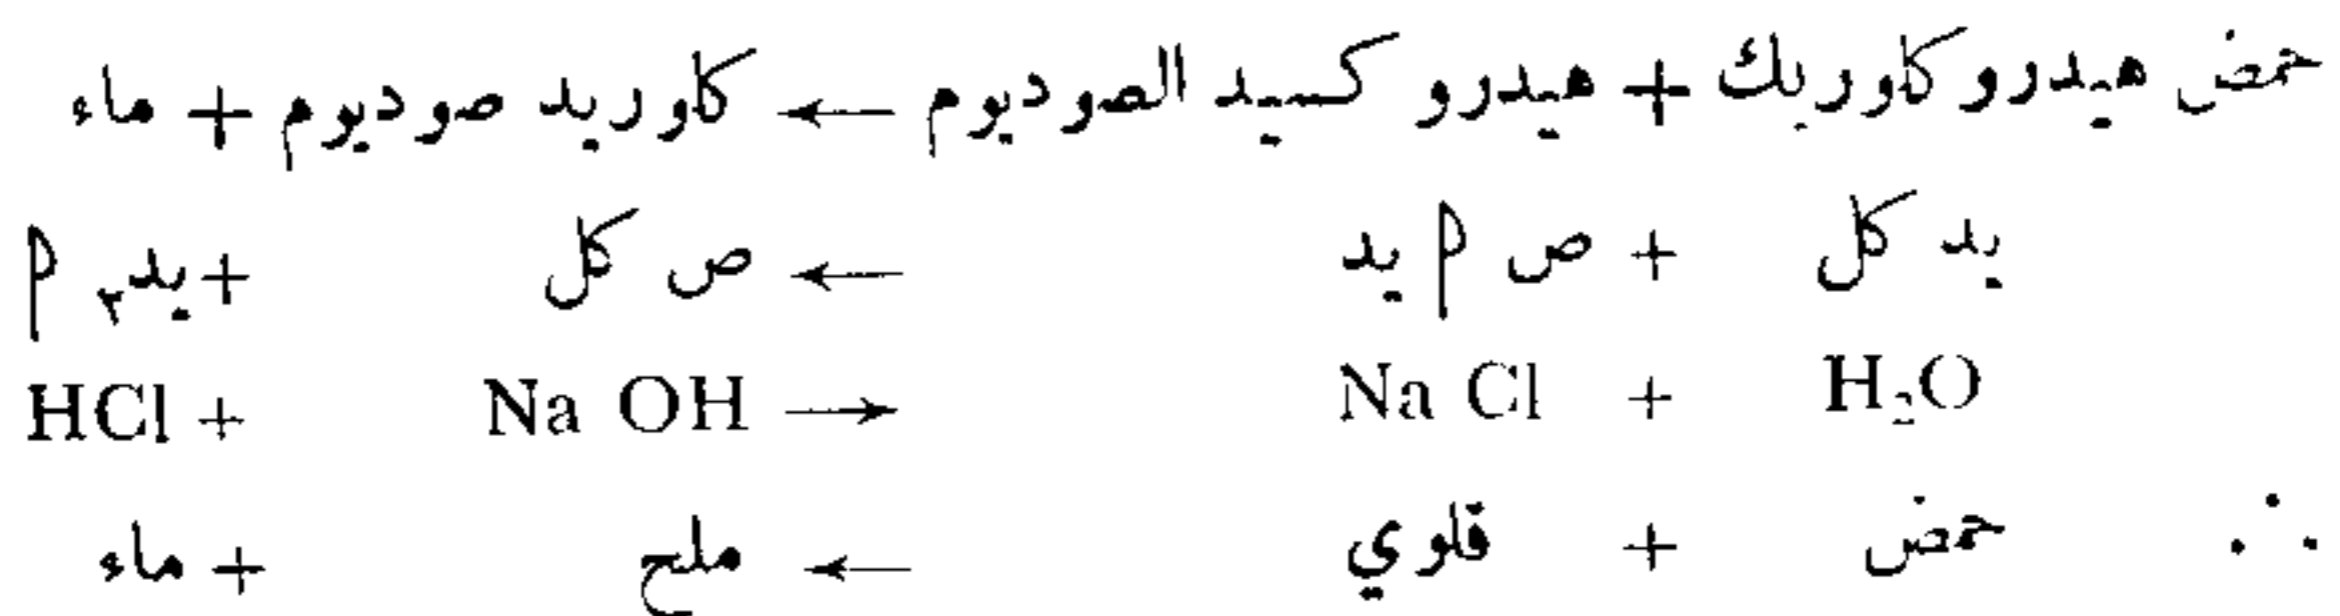 حمض هيدروكلوريك + هيدروكسيد الصوديوم ← كلوريد صوديوم + ماء
يد كل + ص ا يد ← ص كل + يد٢ ا
HCl + Na OH → Na Cl + H₂O
∴ حمض + قلوي ← ملح + ماء